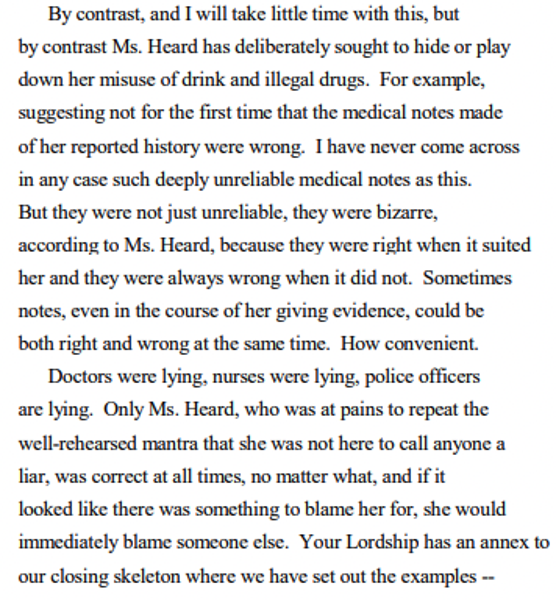 By contrast, and I will take little time with this, but
by contrast Ms. Heard has deliberately sought to hide or play
down her misuse of drink and illegal drugs. For example,
suggesting not for the first time that the medical notes made
of her reported history were wrong. I have never come across
in any case such deeply unreliable medical notes as this.
But they were not just unreliable, they were bizarre,
according to Ms. Heard, because they were right when it suited
her and they were always wrong when it did not. Sometimes
notes, even in the course of her giving evidence, could be
both right and wrong at the same time. How convenient.
Doctors were lying, nurses were lying, police officers
are lying. Only Ms. Heard, who was at pains to repeat the
well-rehearsed mantra that she was not here to call anyone a
liar, was correct at all times, no matter what, and if it
looked like there was something to blame her for, she would
immediately blame someone else. Your Lordship has an annex to
our closing skeleton where we have set out the examples --